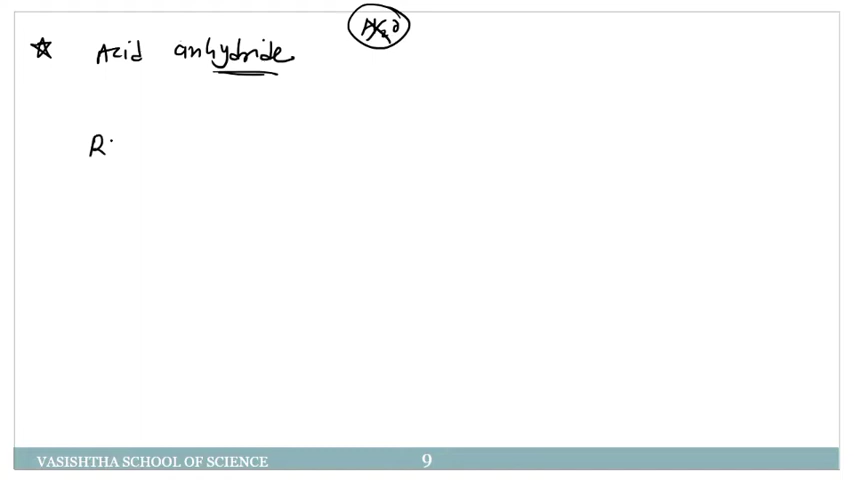 ☆ Acid anhydride
R
VASISHTHA SCHOOL OF SCIENCE 9